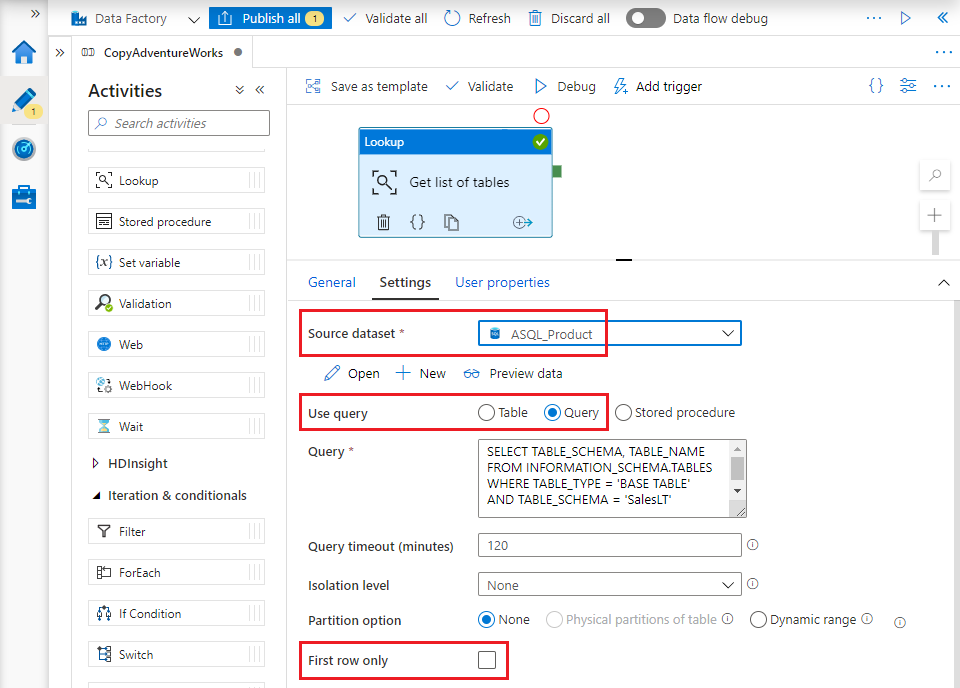 Data Factory
Publish all 1
Validate all
Refresh
Discard all
Data flow debug
1
CopyAdventureWorks
Activities
Search activities
Lookup
Stored procedure
{x} Set variable
Validation
Web
WebHook
Wait
HDInsight
Iteration & conditionals
Filter
ForEach
If Condition
Switch
Save as template
Validate
Debug
Add trigger
{}
Lookup
Get list of tables
{}
General
Settings
User properties
Source dataset *
SQL ASQL_Product
Open
New
Preview data
Use query
Table
Query
Stored procedure
Query *
SELECT TABLE_SCHEMA, TABLE_NAME
FROM INFORMATION_SCHEMA.TABLES
WHERE TABLE_TYPE = 'BASE TABLE'
AND TABLE_SCHEMA = 'SalesLT'
Query timeout (minutes)
120
Isolation level
None
Partition option
None
Physical partitions of table
Dynamic range
First row only